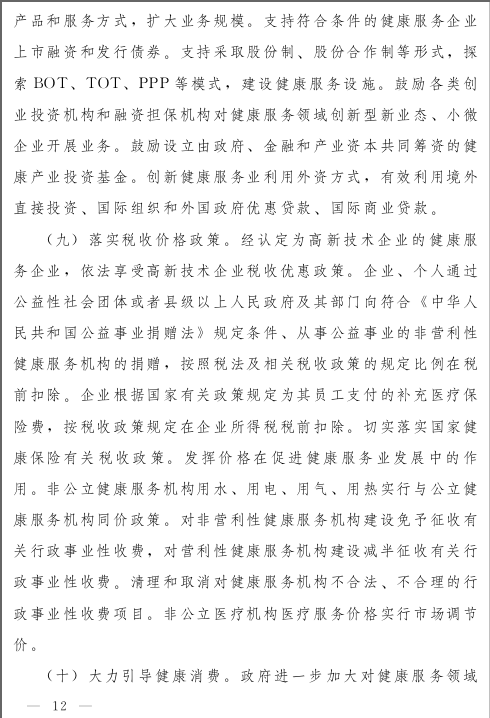 产品和服务方式，扩大业务规模。支持符合条件的健康服务企业
上市融资和发行债券。支持采取股份制、股份合作制等形式，探
索 BOT、TOT、PPP 等模式，建设健康服务设施。鼓励各类创
业投资机构和融资担保机构对健康服务领域创新型新业态、小微
企业开展业务。鼓励设立由政府、金融和产业资本共同筹资的健
康产业投资基金。创新健康服务业利用外资方式，有效利用境外
直接投资、国际组织和外国政府优惠贷款、国际商业贷款。
（九）落实税收价格政策。经认定为高新技术企业的健康服
务企业，依法享受高新技术企业税收优惠政策。企业、个人通过
公益性社会团体或者县级以上人民政府及其部门向符合《中华人
民共和国公益事业捐赠法》规定条件、从事公益事业的非营利性
健康服务机构的捐赠，按照税法及相关税收政策的规定比例在税
前扣除。企业根据国家有关政策规定为其员工支付的补充医疗保
险费，按税收政策规定在企业所得税税前扣除。切实落实国家健
康保险有关税收政策。发挥价格在促进健康服务业发展中的作
用。非公立健康服务机构用水、用电、用气、用热实行与公立健
康服务机构同价政策。对非营利性健康服务机构建设免予征收有
关行政事业性收费，对营利性健康服务机构建设减半征收有关行
政事业性收费。清理和取消对健康服务机构不合法、不合理的行
政事业性收费项目。非公立医疗机构医疗服务价格实行市场调节
价。
（十）大力引导健康消费。政府进一步加大对健康服务领域
— 12 —